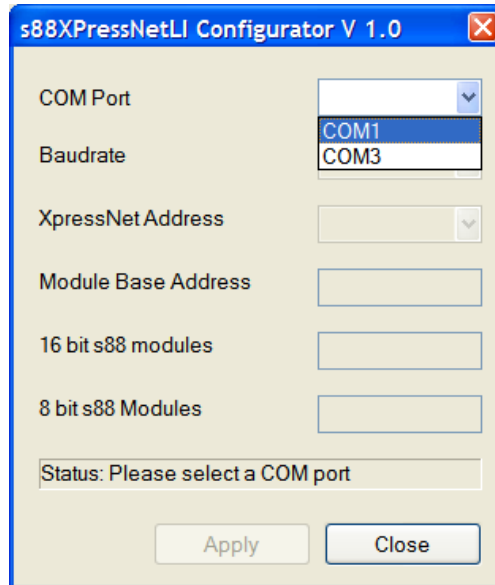 s88XPressNetLI Configurator V 1.0
COM Port
COM1
COM3
Baudrate
XpressNet Address
Module Base Address
16 bit s88 modules
8 bit s88 Modules
Status: Please select a COM port
Apply
Close